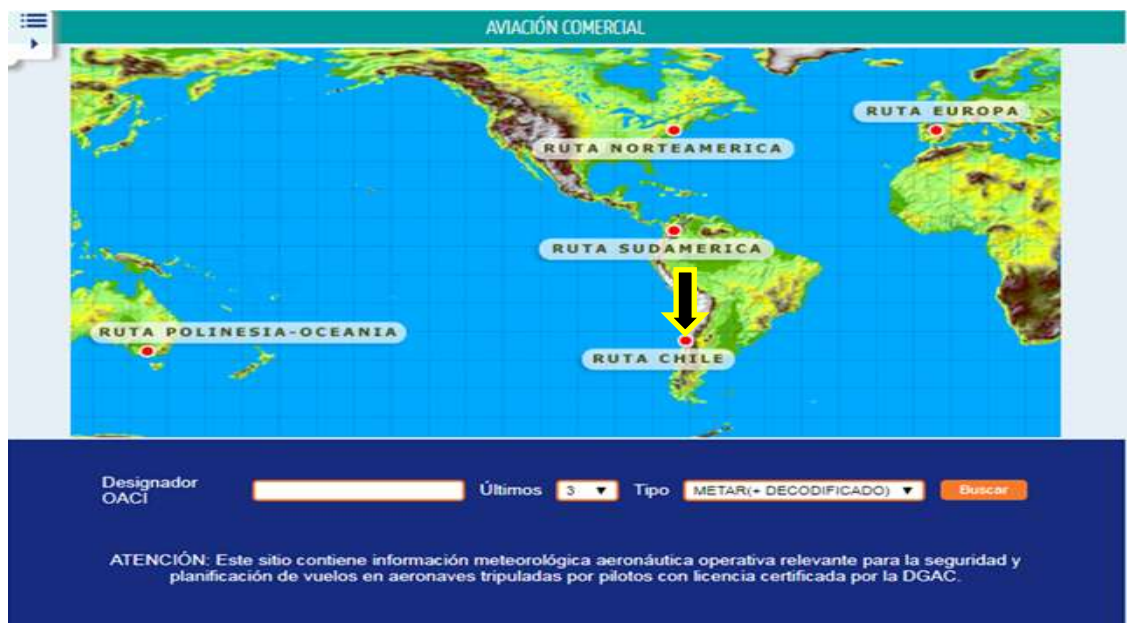 AVIACIÓN COMERCIAL
RUTA EUROPA
RUTA NORTEAMERICA
RUTA SUDAMERICA
RUTA POLINESIA-OCEANIA
RUTA CHILE
Designador OACI Últimos 3 Tipo METAR(+ DECODIFICADO) Buscar
ATENCIÓN: Este sitio contiene información meteorológica aeronáutica operativa relevante para la seguridad y
planificación de vuelos en aeronaves tripuladas por pilotos con licencia certificada por la DGAC.